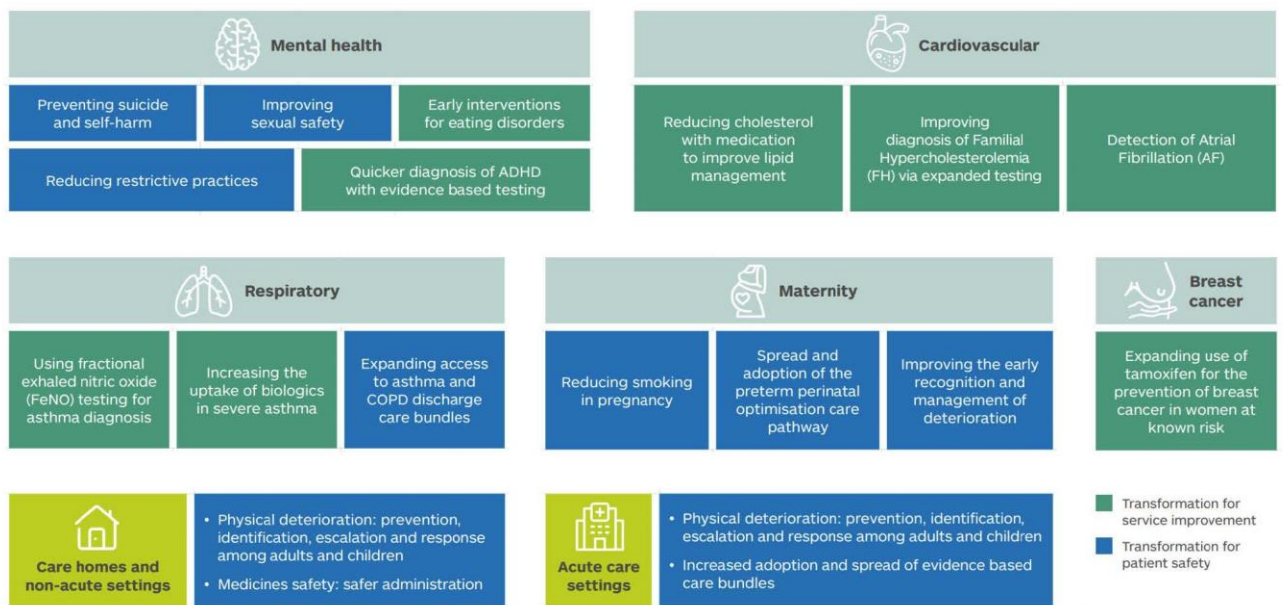 Mental health
Preventing suicide
and self-harm
Improving
sexual safety
Early interventions
for eating disorders
Reducing restrictive practices
Quicker diagnosis of ADHD
with evidence based testing
Cardiovascular
Reducing cholesterol
with medication
to improve lipid
management
Improving
diagnosis of Familial
Hypercholesterolemia
(FH) via expanded testing
Detection of Atrial
Fibrillation (AF)
Respiratory
Using fractional
exhaled nitric oxide
(FeNO) testing for
asthma diagnosis
Increasing the
uptake of biologics
in severe asthma
Expanding access
to asthma and
COPD discharge
care bundles
Maternity
Reducing smoking
in pregnancy
Spread and
adoption of the
preterm perinatal
optimisation care
pathway
Improving the early
recognition and
management of
deterioration
Breast
cancer
Expanding use of
tamoxifen for the
prevention of breast
cancer in women at
known risk
Care homes and
non-acute settings
• Physical deterioration: prevention,
identification, escalation and response
among adults and children
• Medicines safety: safer administration
Acute care
settings
• Physical deterioration: prevention, identification,
escalation and response among adults and children
• Increased adoption and spread of evidence based
care bundles
Transformation for
service improvement
Transformation for
patient safety